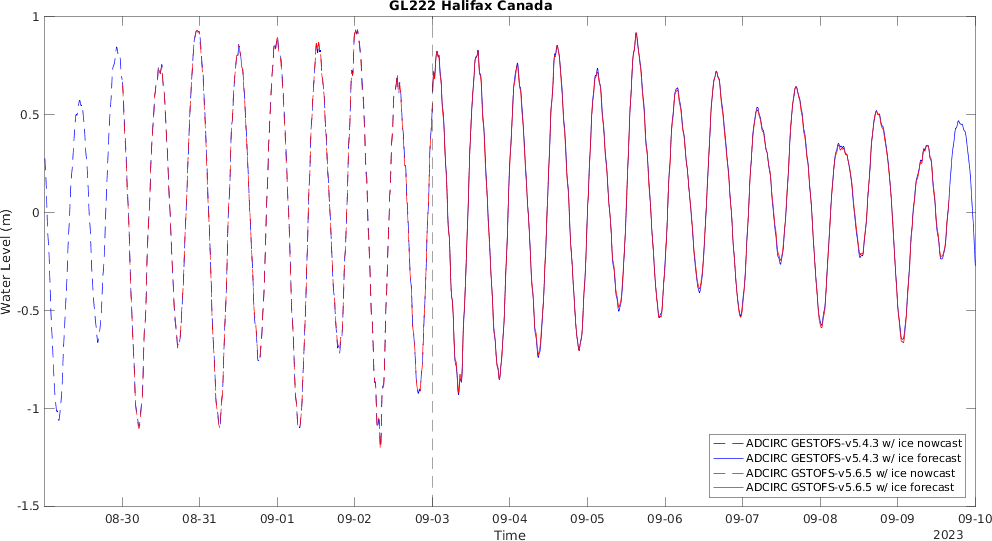 GL222 Halifax Canada
Water Level (m)
1
0.5
0
-0.5
-1
-1.5
08-30 08-31 09-01 09-02 09-03 09-04 09-05 09-06 09-07 09-08 09-09 09-10
Time
2023
ADCIRC GESTOFS-v5.4.3 w/ ice nowcast
ADCIRC GESTOFS-v5.4.3 w/ ice forecast
ADCIRC GSTOFS-v5.6.5 w/ ice nowcast
ADCIRC GSTOFS-v5.6.5 w/ ice forecast